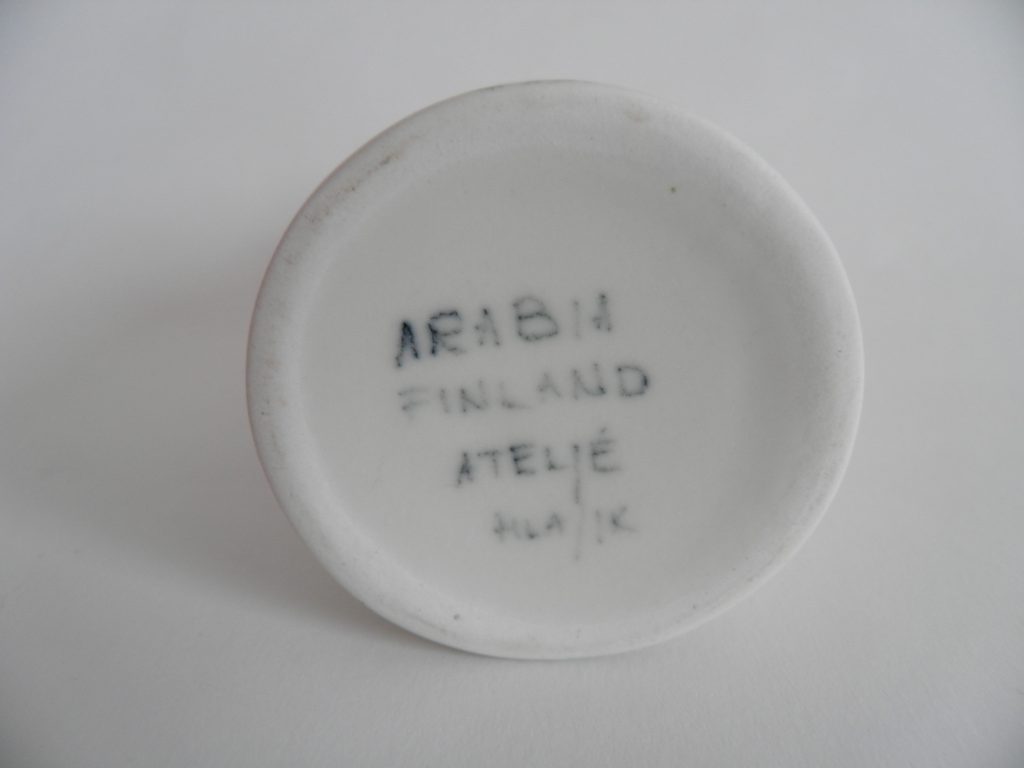 ARABIA
FINLAND
ATELJÉ
HLA/IK